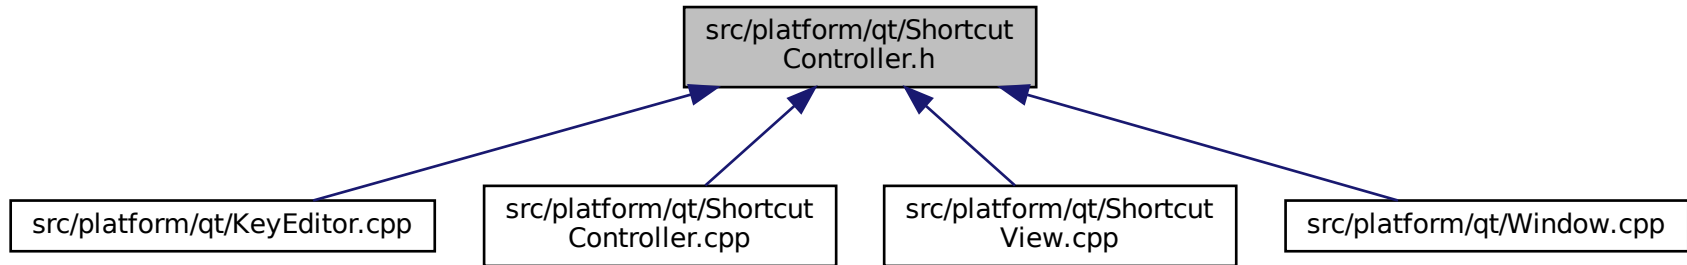 src/platform/qt/Shortcut
Controller.h
src/platform/qt/KeyEditor.cpp
src/platform/qt/Shortcut
Controller.cpp
src/platform/qt/Shortcut
View.cpp
src/platform/qt/Window.cpp